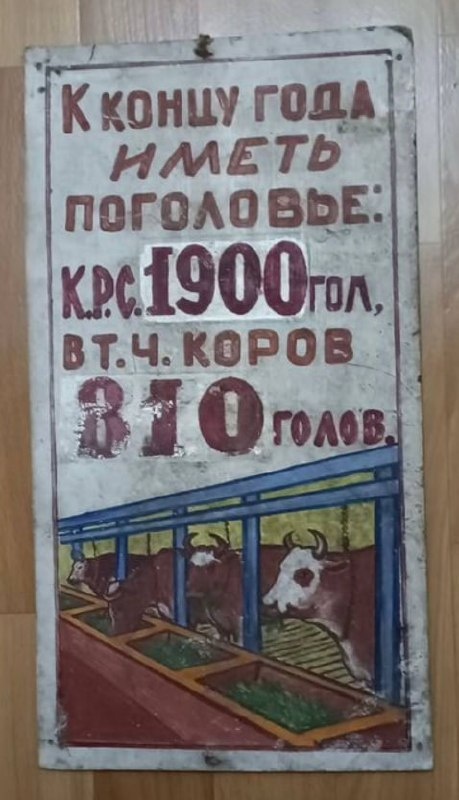 К КОНЦУ ГОДА
ИМЕТЬ
ПОГОЛОВЬЕ:
К.Р.С. 1900 ГОЛ,
В Т.Ч. КОРОВ
810 ГОЛОВ.